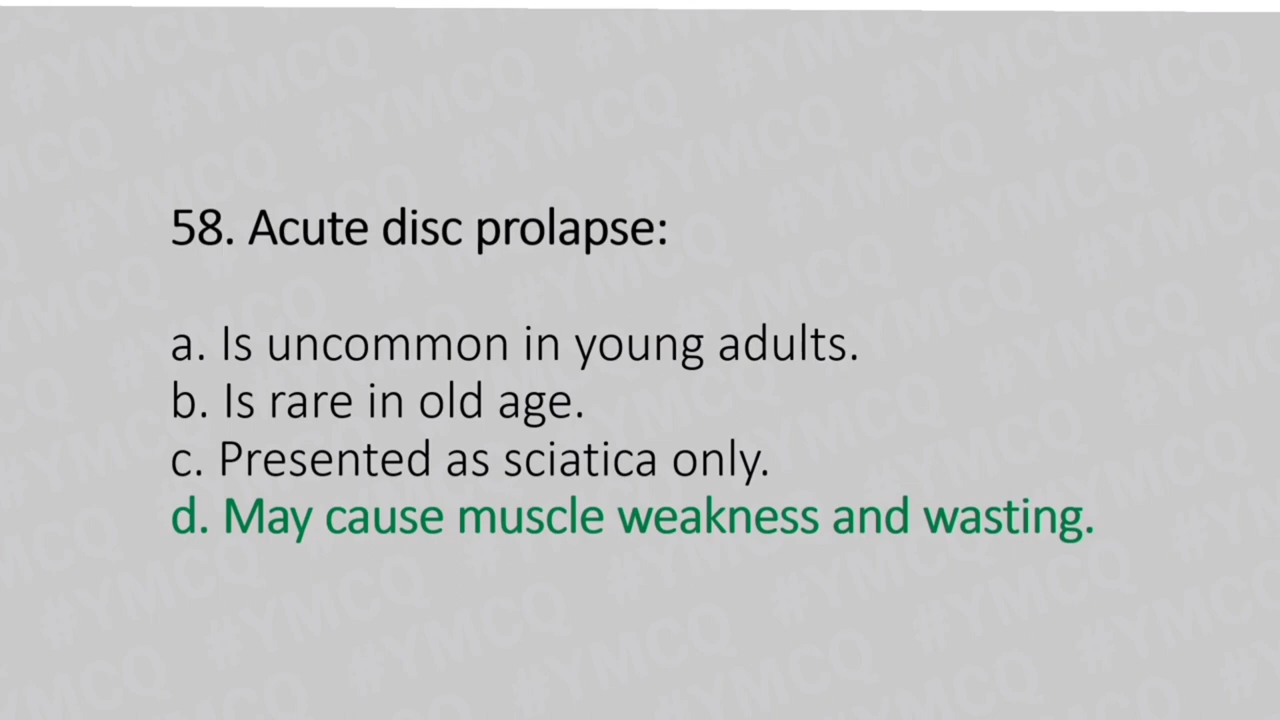 58. Acute disc prolapse:
a. Is uncommon in young adults.
b. Is rare in old age.
c. Presented as sciatica only.
d. May cause muscle weakness and wasting.
#YMCQ